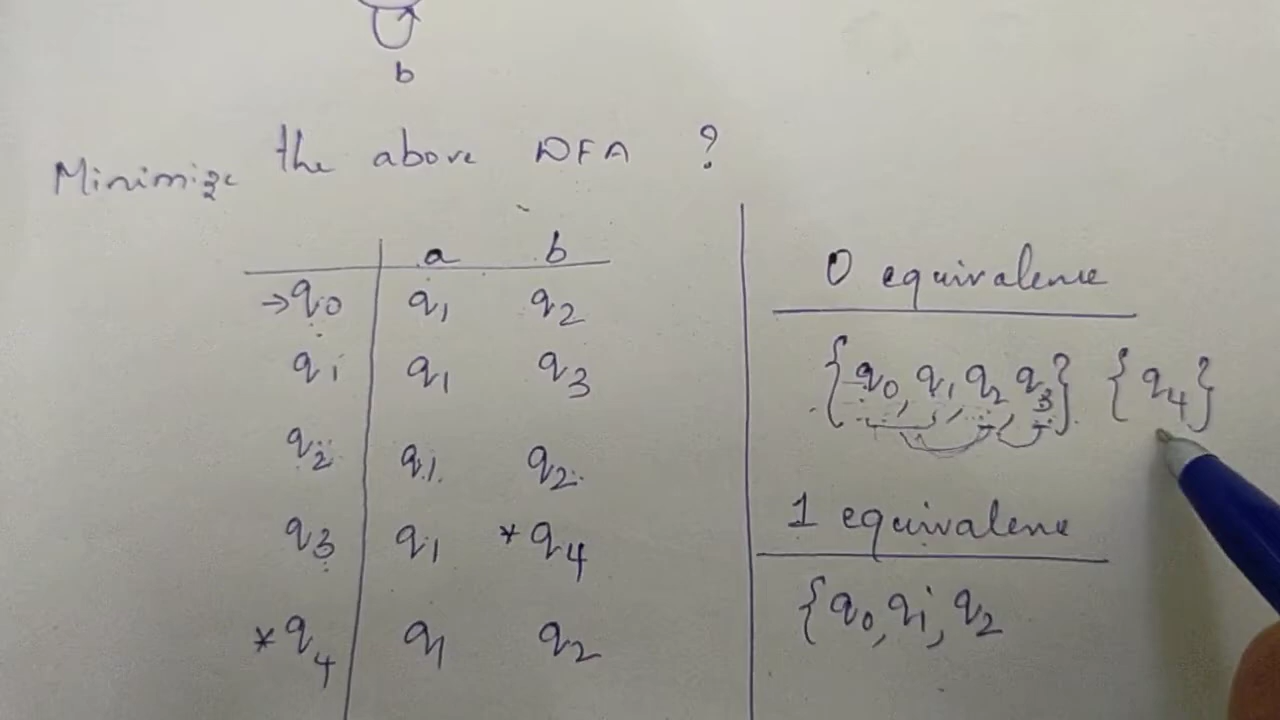 b
Minimize the above DFA ?
a b
→q0 q1 q2
q1 q1 q3
q2 q1 q2
q3 q1 *q4
*q4 q1 q2
0 equivalence
{q0, q1, q2, q3} {q4}
1 equivalene
{q0, q1, q2